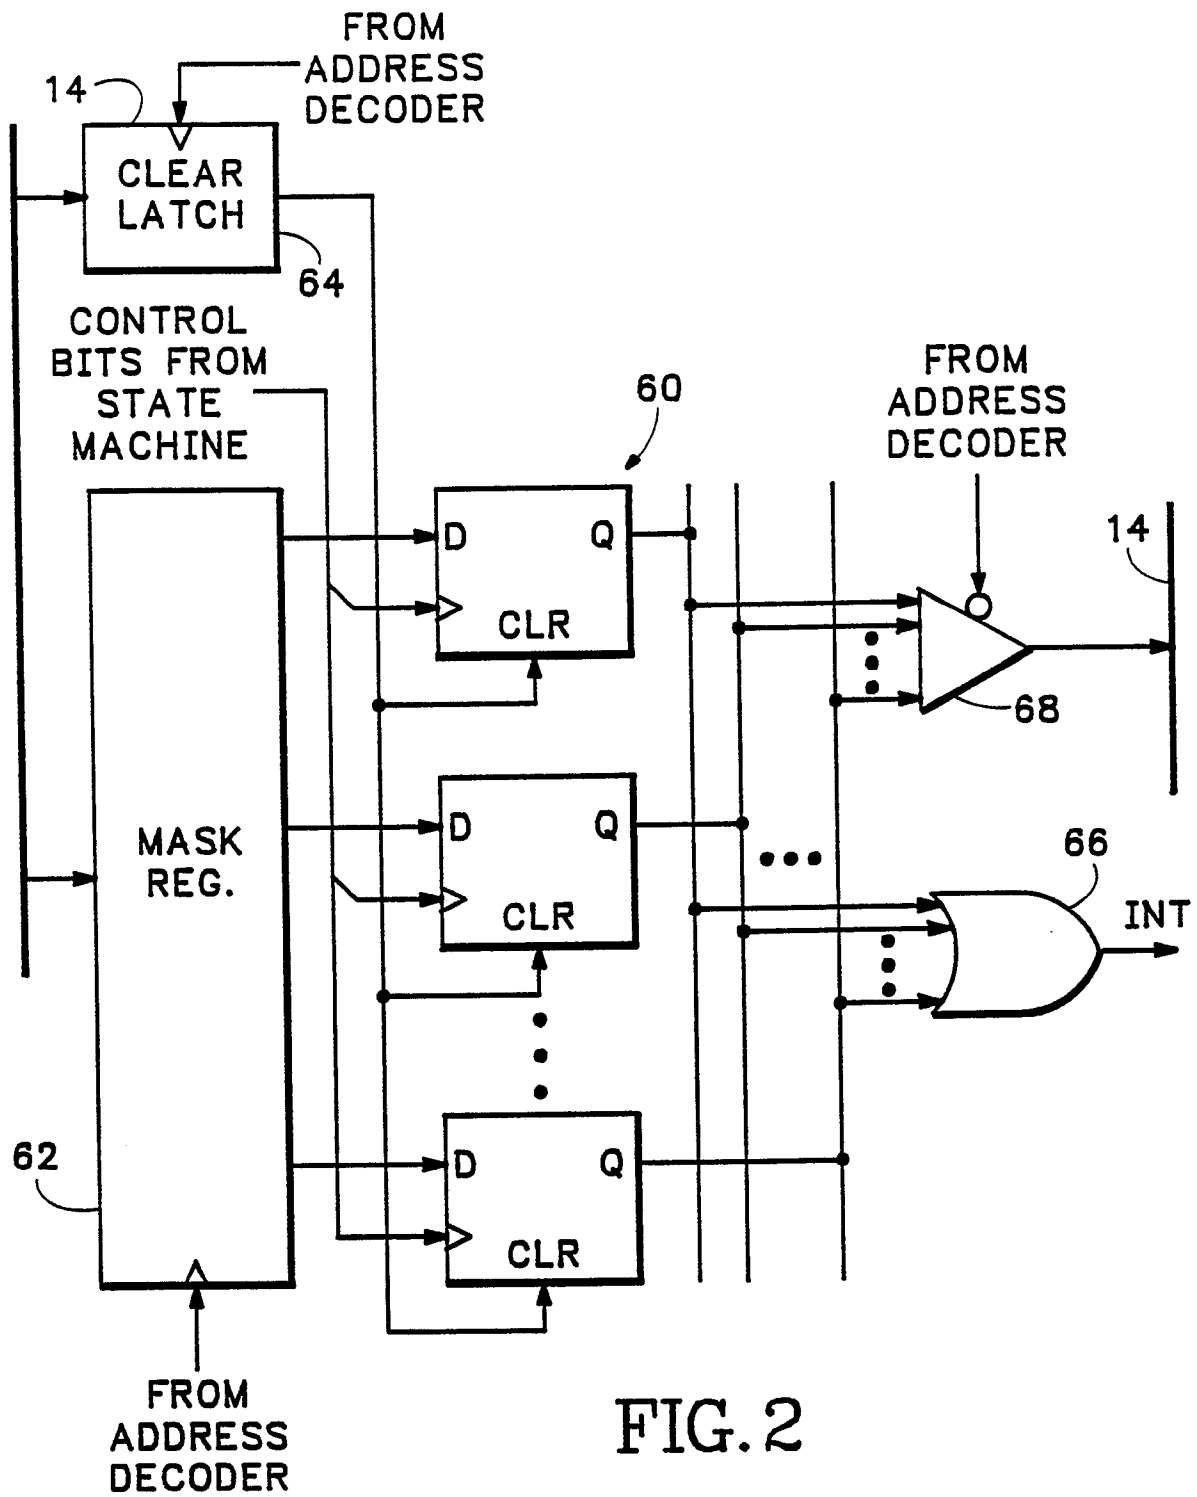 FROM
ADDRESS
DECODER
14
CLEAR
LATCH
64
CONTROL
BITS FROM
STATE
MACHINE
60
FROM
ADDRESS
DECODER
14
D
Q
CLR
68
MASK
REG.
D
Q
CLR
66
INT
62
D
Q
CLR
FROM
ADDRESS
DECODER
FIG. 2